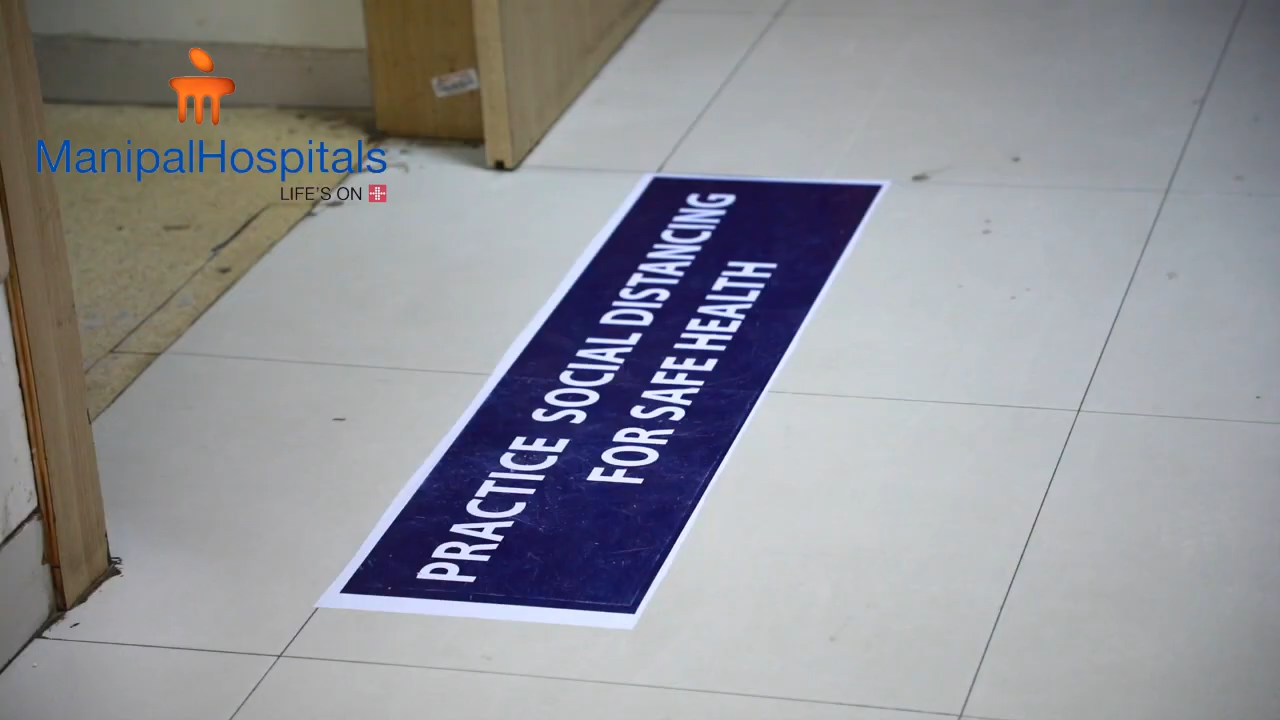 ManipalHospitals
LIFE'S ON
PRACTICE SOCIAL DISTANCING
FOR SAFE HEALTH